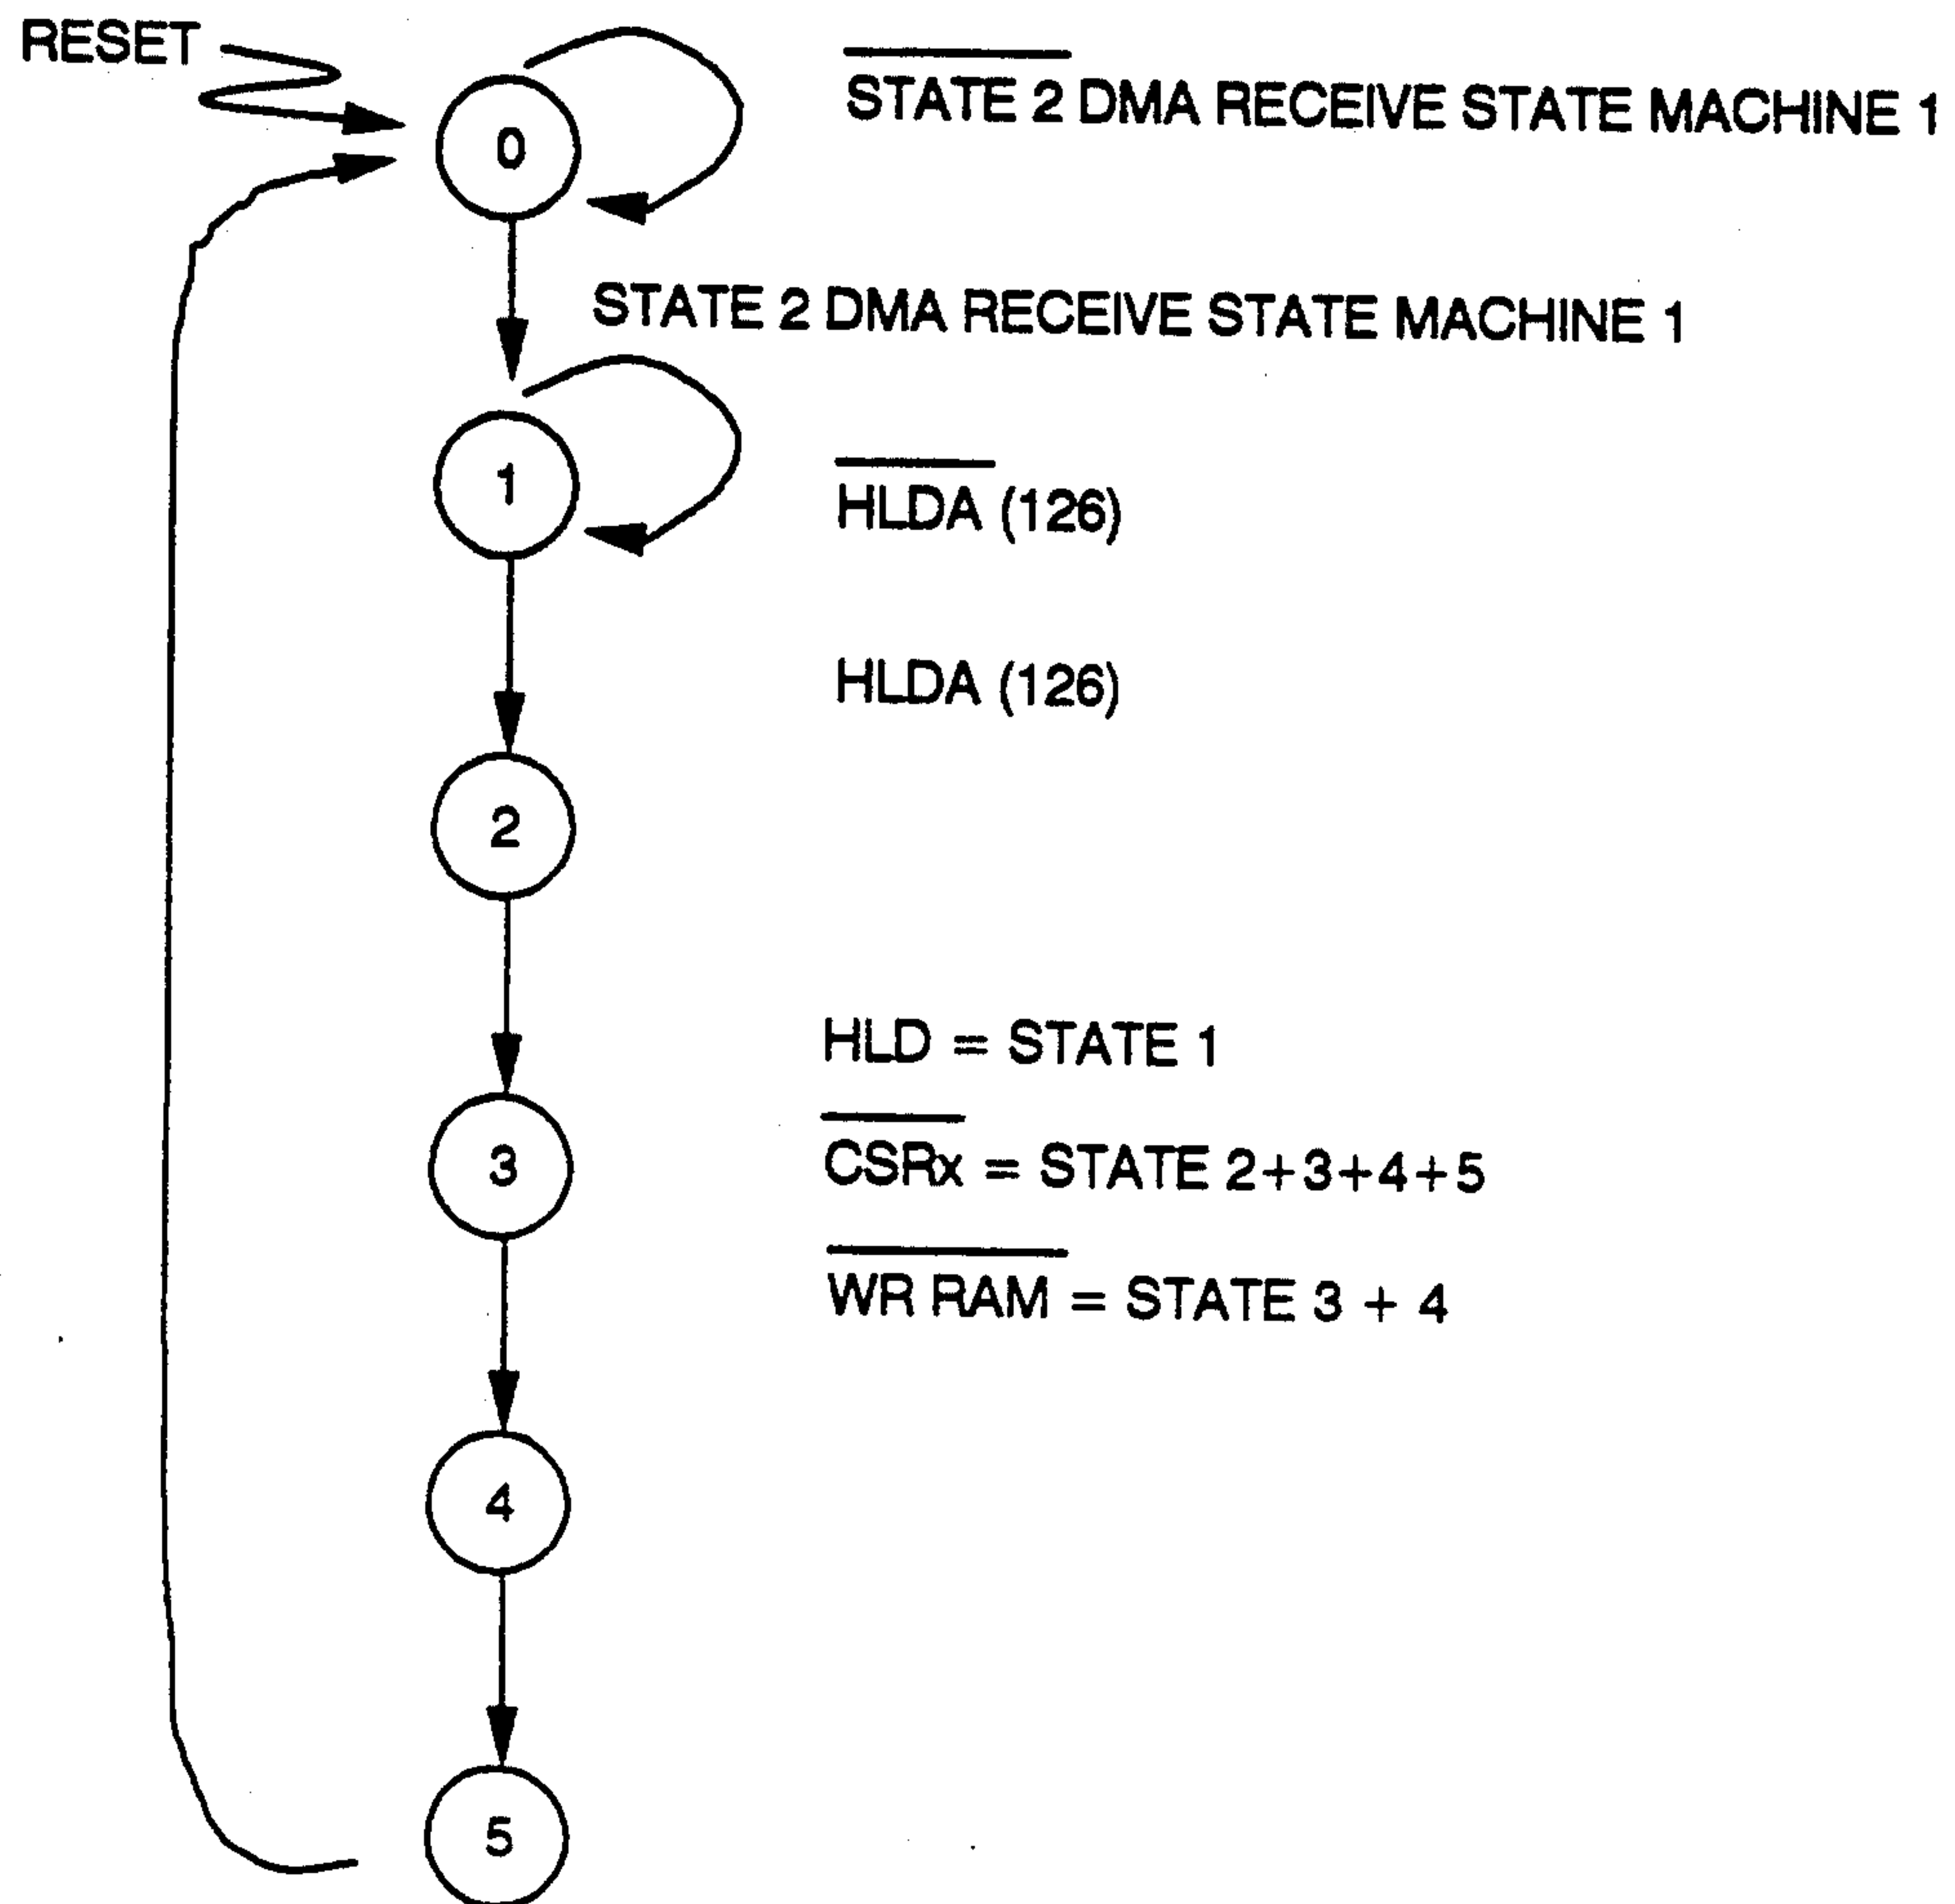 RESET
STATE 2 DMA RECEIVE STATE MACHINE 1
0
STATE 2 DMA RECEIVE STATE MACHINE 1
1
HLDA (126)
HLDA (126)
2
HLD = STATE 1
3
CSRx = STATE 2+3+4+5
WR RAM = STATE 3 + 4
4
5